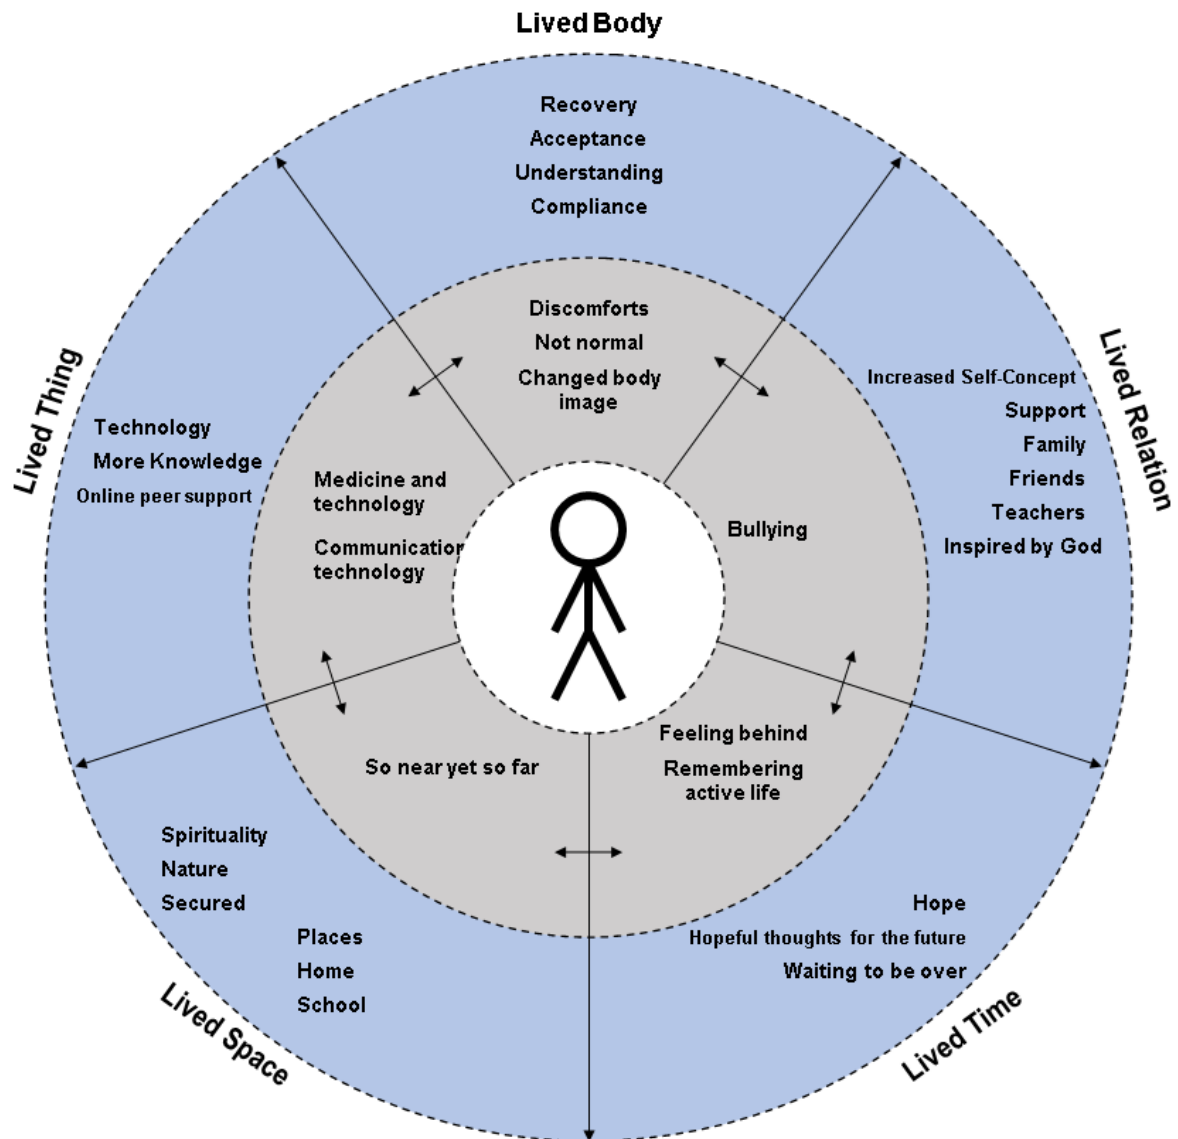 Lived Body
Recovery
Acceptance
Understanding
Compliance
Discomforts
Not normal
Changed body
image
Lived Thing
Technology
More Knowledge
Online peer support
Medicine and
technology
Communication
technology
Lived Relation
Increased Self-Concept
Support
Family
Friends
Teachers
Inspired by God
Bullying
So near yet so far
Feeling behind
Remembering
active life
Spirituality
Nature
Secured
Places
Home
School
Lived Space
Hope
Hopeful thoughts for the future
Waiting to be over
Lived Time